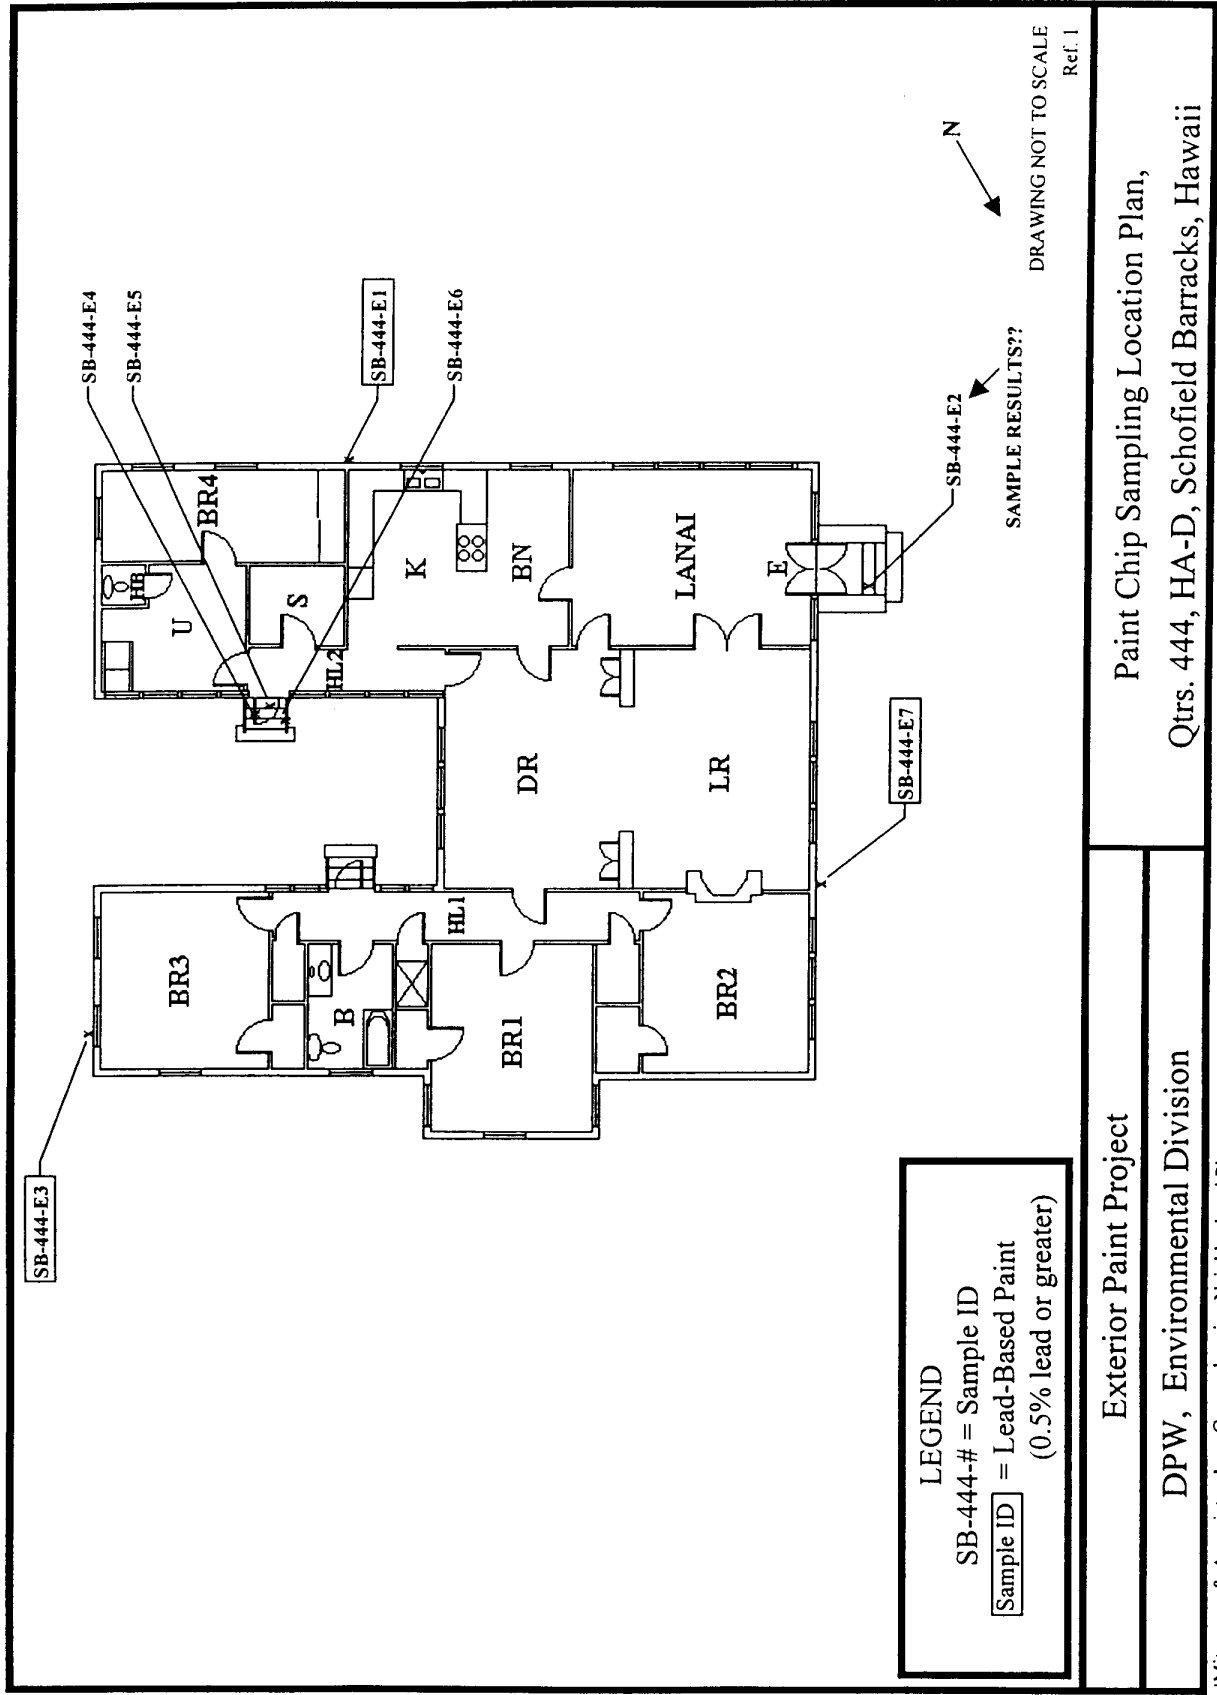 SB-444-E3
SB-444-E4
SB-444-E5
SB-444-E1
SB-444-E6
BR3
U
HB
BR4
S
HL2
B
HL1
K
BR1
DR
BN
BR2
LR
LANAI
E
SB-444-E7
SB-444-E2
SAMPLE RESULTS??
N
DRAWING NOT TO SCALE
Ref. 1
LEGEND
SB-444-# = Sample ID
Sample ID = Lead-Based Paint
(0.5% lead or greater)
Exterior Paint Project
DPW, Environmental Division
Paint Chip Sampling Location Plan,
Qtrs. 444, HA-D, Schofield Barracks, Hawaii